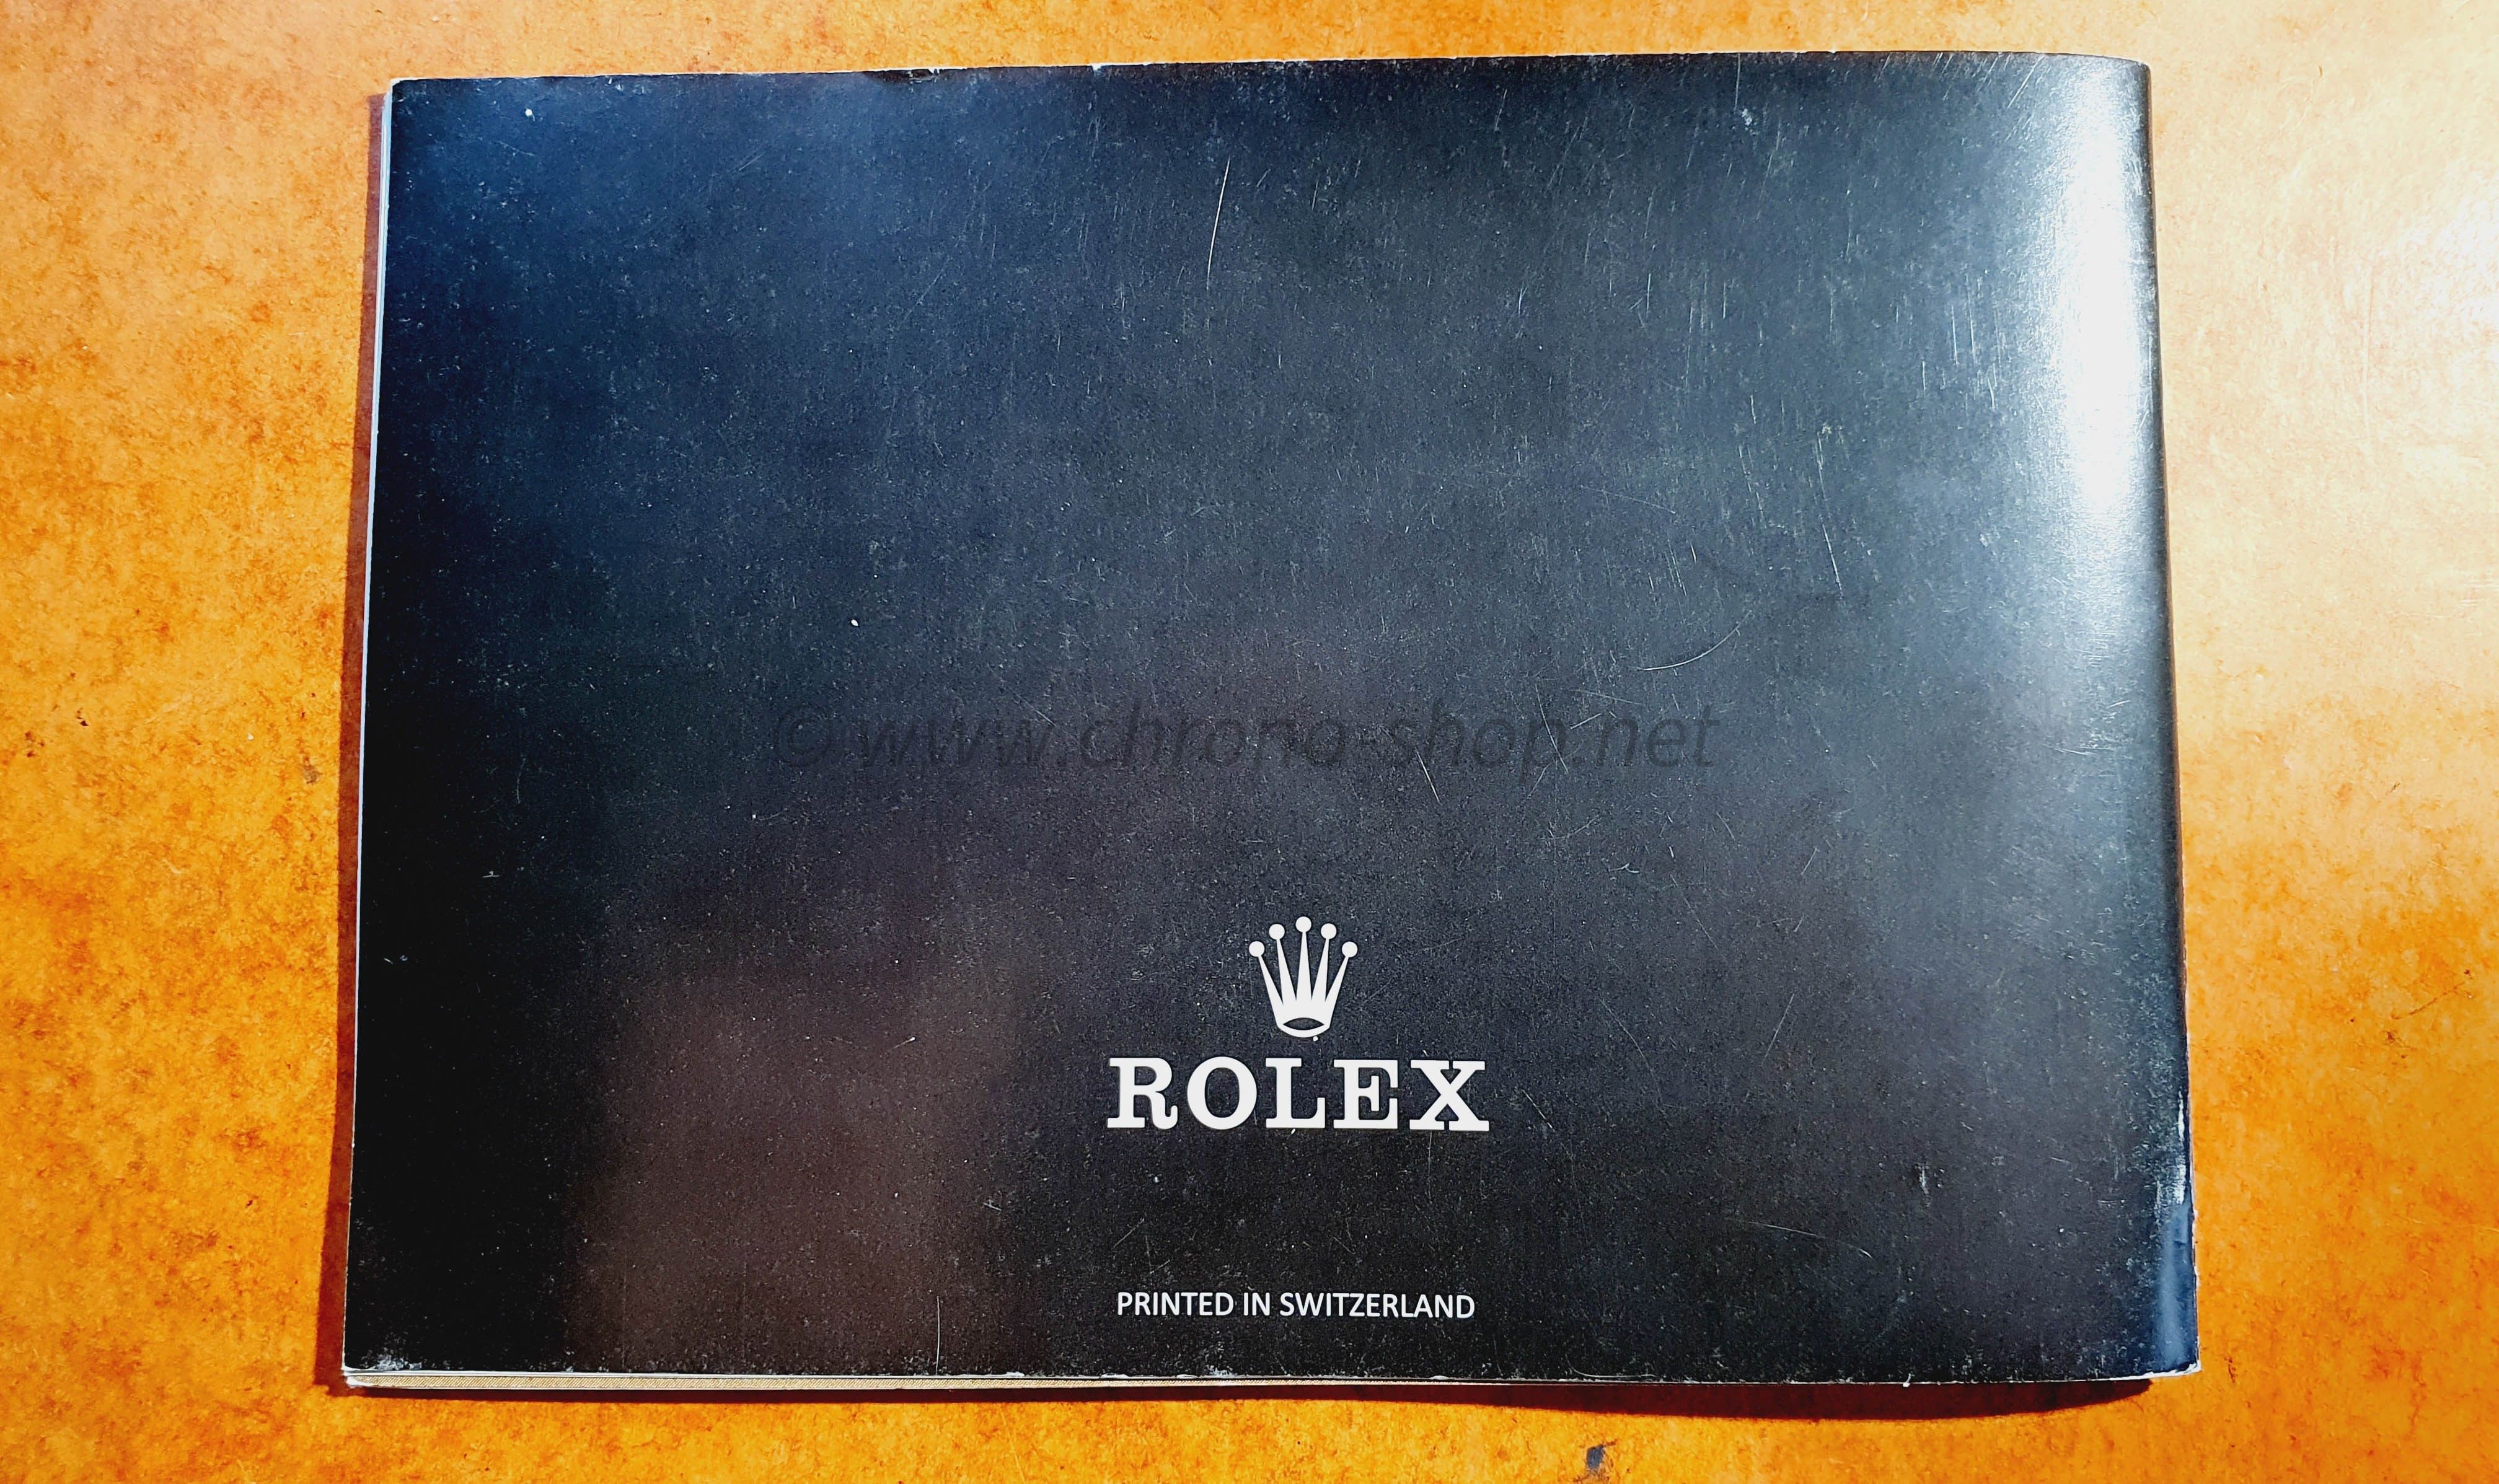 © www.chrono-shop.net
ROLEX
PRINTED IN SWITZERLAND